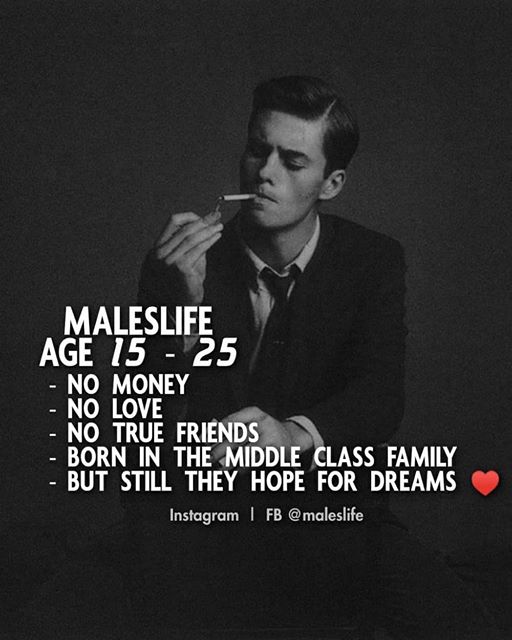 MALESLIFE
AGE 15 - 25
- NO MONEY
- NO LOVE
- NO TRUE FRIENDS
- BORN IN THE MIDDLE CLASS FAMILY
- BUT STILL THEY HOPE FOR DREAMS ♥️
Instagram | FB @maleslife